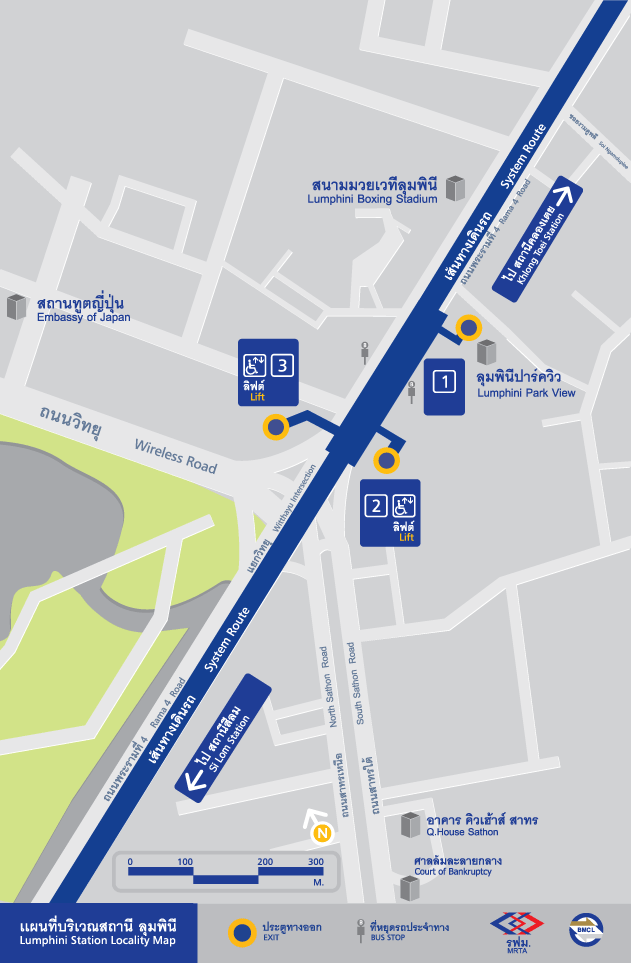 ซอยงามดูพลี Soi Ngamduplee
เส้นทางเดินรถ System Route
ถนนพระรามที่ 4 Rama 4 Road
ไป สถานีคลองเตย
Khlong Toei Station
สนามมวยเวทีลุมพินี
Lumphini Boxing Stadium
สถานทูตญี่ปุ่น
Embassy of Japan
3
ลิฟต์
Lift
1
ลุมพินีปาร์ควิว
Lumphini Park View
ถนนวิทยุ Wireless Road
2
ลิฟต์
Lift
แยกวิทยุ Witthayu Intersection
เส้นทางเดินรถ System Route
ถนนพระรามที่ 4 Rama 4 Road
ไป สถานีสีลม
Si Lom Station
ถนนสาทรเหนือ North Sathon Road
ถนนสาทรใต้ South Sathon Road
N
อาคาร คิวเฮ้าส์ สาทร
Q.House Sathon
ศาลล้มละลายกลาง
Court of Bankruptcy
0 100 200 300
M.
แผนที่บริเวณสถานี ลุมพินี
Lumphini Station Locality Map
ประตูทางออก
EXIT
ที่หยุดรถประจำทาง
BUS STOP
รฟม.
MRTA
BMCL